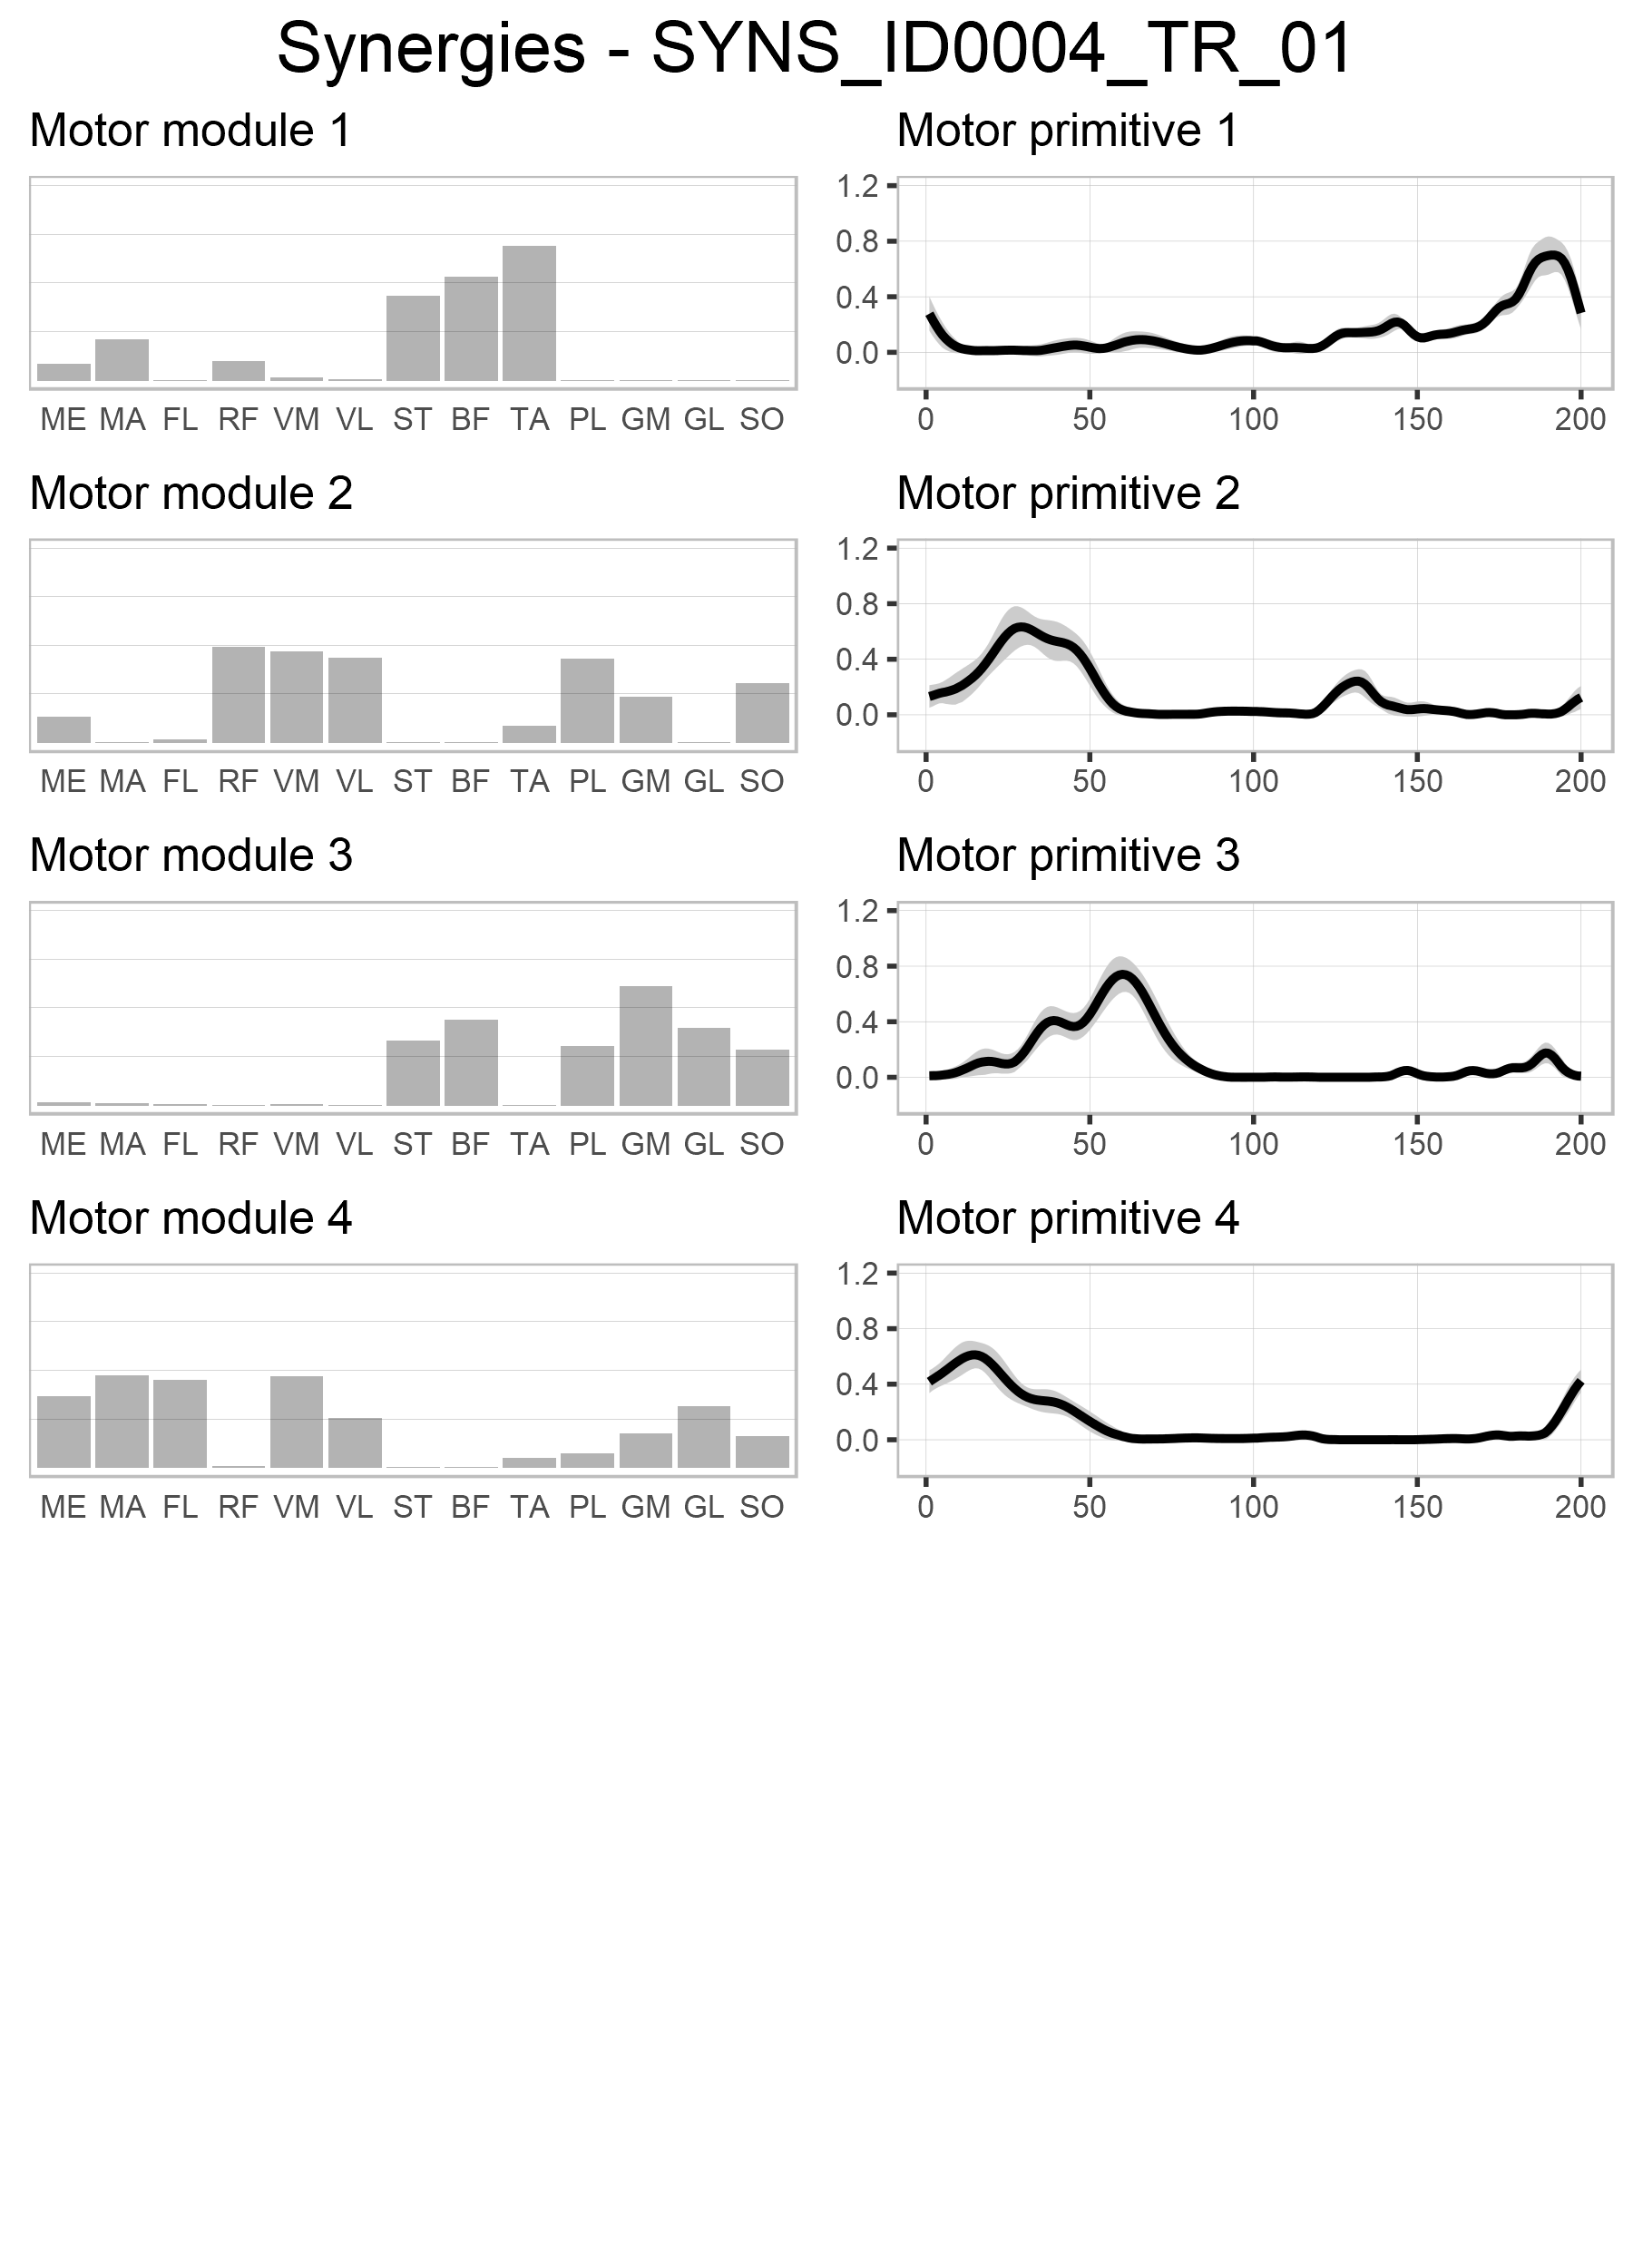 Synergies - SYNS_ID0004_TR_01
Motor module 1
Motor primitive 1
1.2
0.8
0.4
0.0
ME MA FL RF VM VL ST BF TA PL GM GL SO
0 50 100 150 200
Motor module 2
Motor primitive 2
1.2
0.8
0.4
0.0
ME MA FL RF VM VL ST BF TA PL GM GL SO
0 50 100 150 200
Motor module 3
Motor primitive 3
1.2
0.8
0.4
0.0
ME MA FL RF VM VL ST BF TA PL GM GL SO
0 50 100 150 200
Motor module 4
Motor primitive 4
1.2
0.8
0.4
0.0
ME MA FL RF VM VL ST BF TA PL GM GL SO
0 50 100 150 200